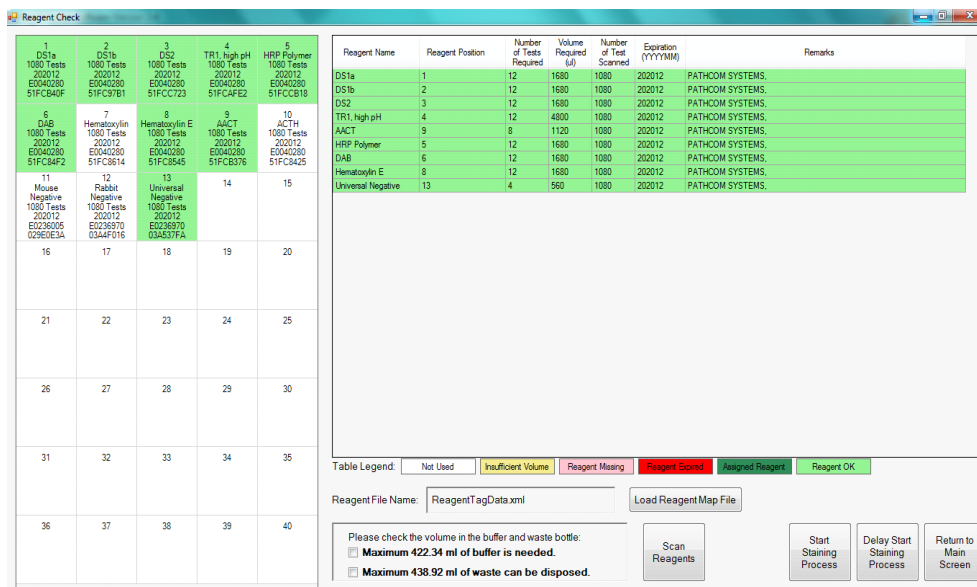 Reagent Check
1
DS1a
1080 Tests
202012
E0040280
51FCB40F
2
DS1b
1080 Tests
202012
E0040280
51FC97B1
3
DS2
1080 Tests
202012
E0040280
51FCC723
4
TR1, high pH
1080 Tests
202012
E0040280
51FCAFE2
5
HRP Polymer
1080 Tests
202012
E0040280
51FCCB18
6
DAB
1080 Tests
202012
E0040280
51FC84F2
7
Hematoxylin
1080 Tests
202012
E0040280
51FC8614
8
Hematoxylin E
1080 Tests
202012
E0040280
51FC8545
9
AACT
1080 Tests
202012
E0040280
51FCB376
10
ACTH
1080 Tests
202012
E0040280
51FC8425
11
Mouse
Negative
1080 Tests
202012
E0236005
029E0E3A
12
Rabbit
Negative
1080 Tests
202012
E0236970
03A4F016
13
Universal
Negative
1080 Tests
202012
E0236970
03A537FA
14
15
16 17 18 19 20
21 22 23 24 25
26 27 28 29 30
31 32 33 34 35
36 37 38 39 40
Reagent Name
Reagent Position
Number
of Tests
Required
Volume
Required
(ul)
Number
of Test
Scanned
Expiration
(YYYYMM)
Remarks
DS1a 1 12 1680 1080 202012 PATHCOM SYSTEMS,
DS1b 2 12 1680 1080 202012 PATHCOM SYSTEMS,
DS2 3 12 1680 1080 202012 PATHCOM SYSTEMS,
TR1, high pH 4 12 4800 1080 202012 PATHCOM SYSTEMS,
AACT 9 8 1120 1080 202012 PATHCOM SYSTEMS,
HRP Polymer 5 12 1680 1080 202012 PATHCOM SYSTEMS,
DAB 6 12 1680 1080 202012 PATHCOM SYSTEMS,
Hematoxylin E 8 12 1680 1080 202012 PATHCOM SYSTEMS,
Universal Negative 13 4 560 1080 202012 PATHCOM SYSTEMS,
Table Legend: Not Used Insufficient Volume Reagent Missing Reagent Expired Assigned Reagent Reagent OK
Reagent File Name: ReagentTagData.xml Load Reagent Map File
Please check the volume in the buffer and waste bottle:
Maximum 422.34 ml of buffer is needed.
Maximum 438.92 ml of waste can be disposed.
Scan
Reagents
Start
Staining
Process
Delay Start
Staining
Process
Return to
Main
Screen